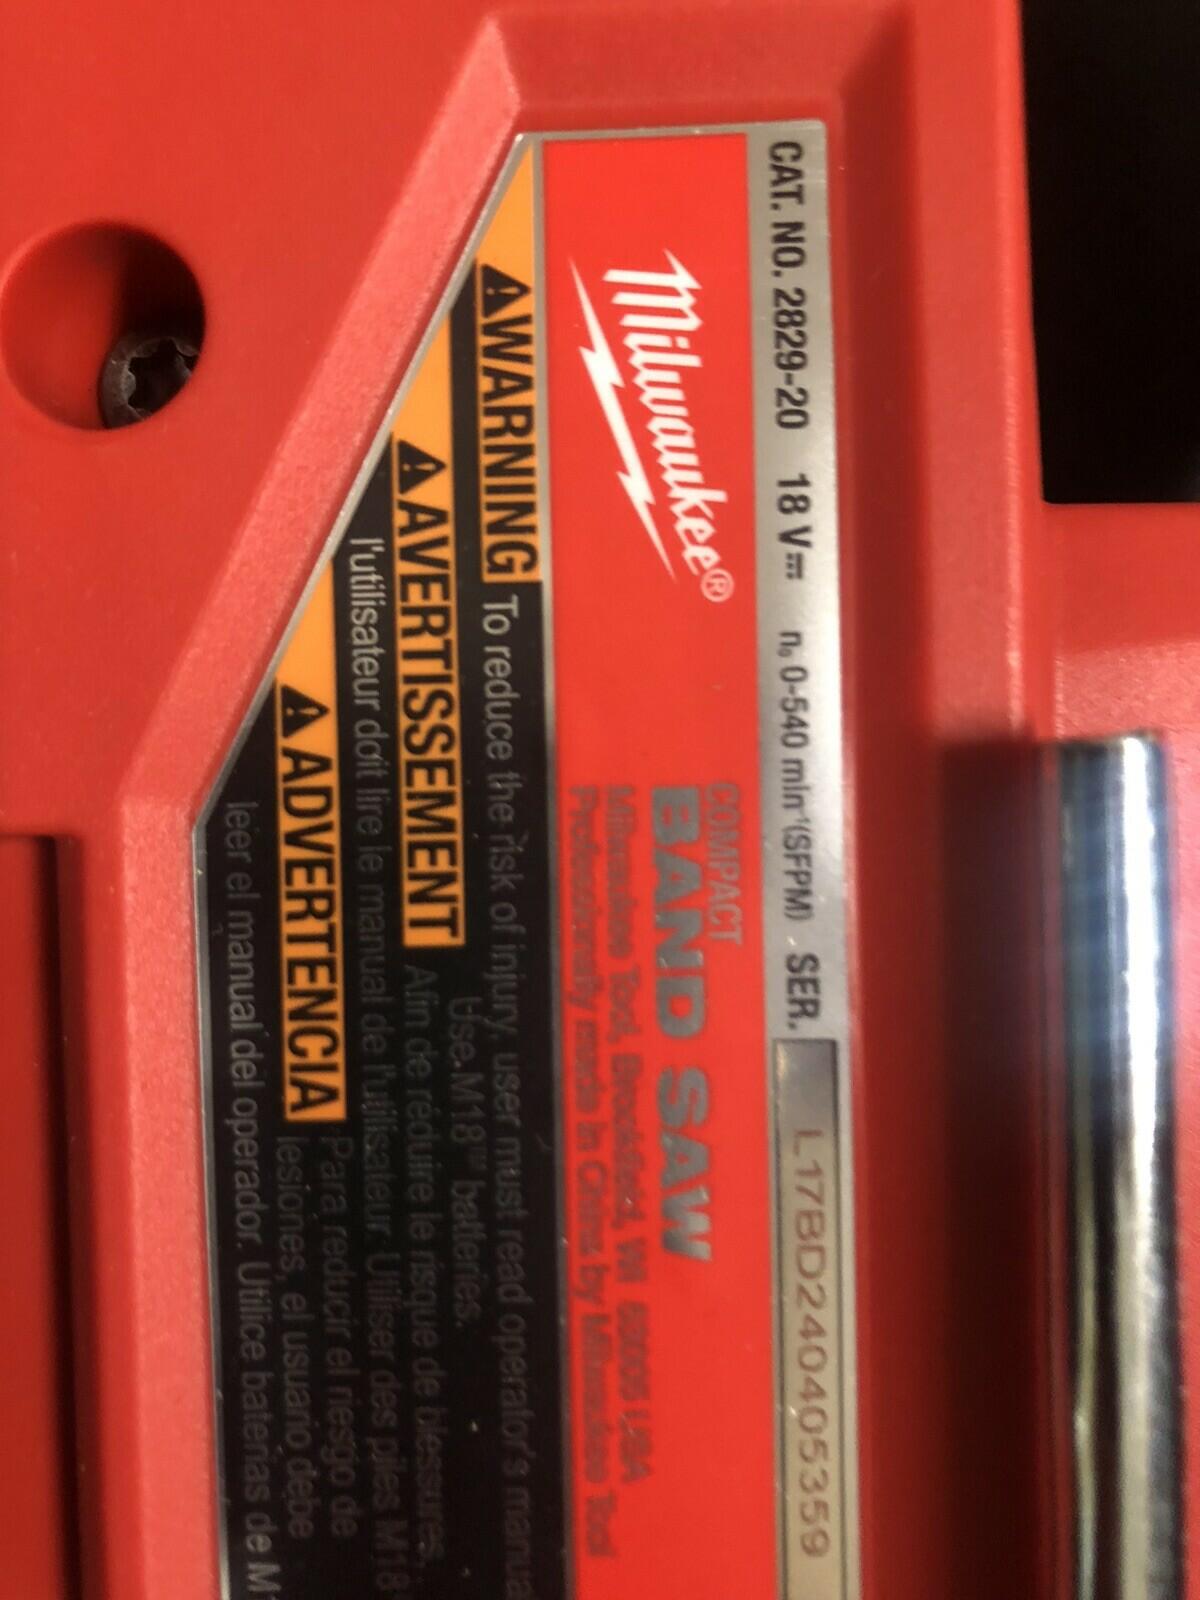 CAT. NO. 2829-20 18 V⎓ n₀ 0-540 min⁻¹(SFPM) SER. L17BD240405359
Milwaukee®
COMPACT
BAND SAW
Milwaukee Tool, Brookfield, WI 53005 USA
Professionally made in China by Milwaukee Tool
⚠WARNING To reduce the risk of injury, user must read operator's manua
Use M18™ batteries.
⚠AVERTISSEMENT Afin de réduire le risque de blessures,
l'utilisateur doit lire le manuel de l'utilisateur. Utiliser des piles M18
⚠ADVERTENCIA Para reducir el riesgo de
lesiones, el usuario debe
leer el manual del operador. Utilice baterías de M1